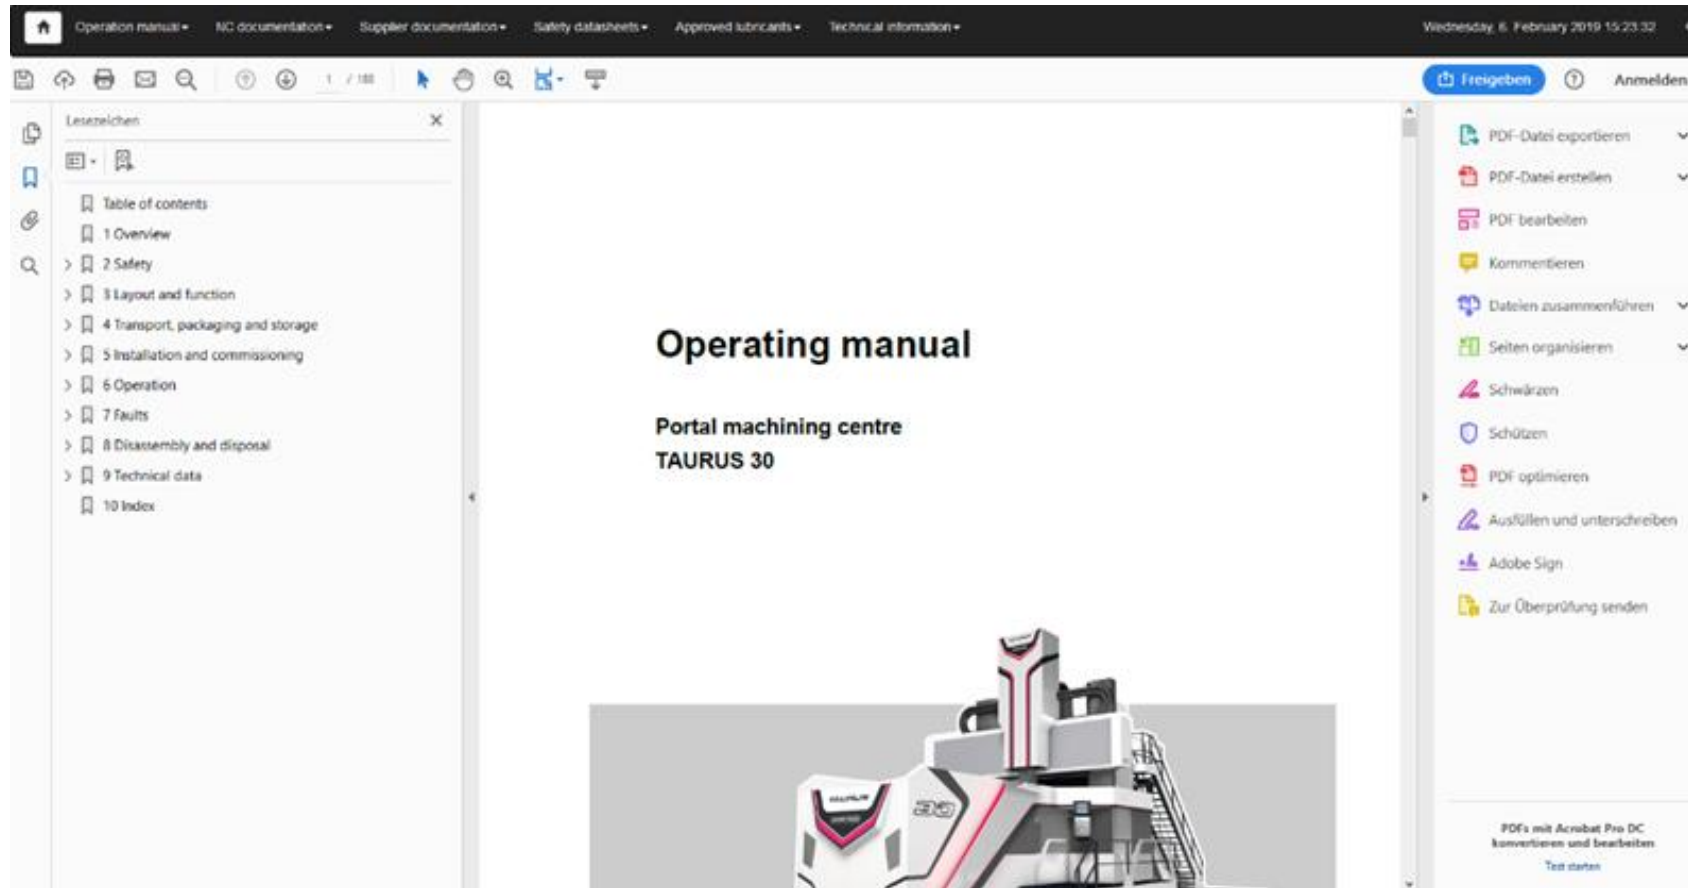 Operation manual NC documentation Supplier documentation Safety datasheets Approved lubricants Technical information Wednesday, 6. February 2019 15:23:32
1 / 188 Freigeben ? Anmelden
Lesezeichen
Table of contents
1 Overview
2 Safety
3 Layout and function
4 Transport, packaging and storage
5 Installation and commissioning
6 Operation
7 Faults
8 Disassembly and disposal
9 Technical data
10 Index
Operating manual
Portal machining centre
TAURUS 30
TAURUS
30
PDF-Datei exportieren
PDF-Datei erstellen
PDF bearbeiten
Kommentieren
Dateien zusammenführen
Seiten organisieren
Schwärzen
Schützen
PDF optimieren
Ausfüllen und unterschreiben
Adobe Sign
Zur Überprüfung senden
PDFs mit Acrobat Pro DC
konvertieren und bearbeiten
Test starten